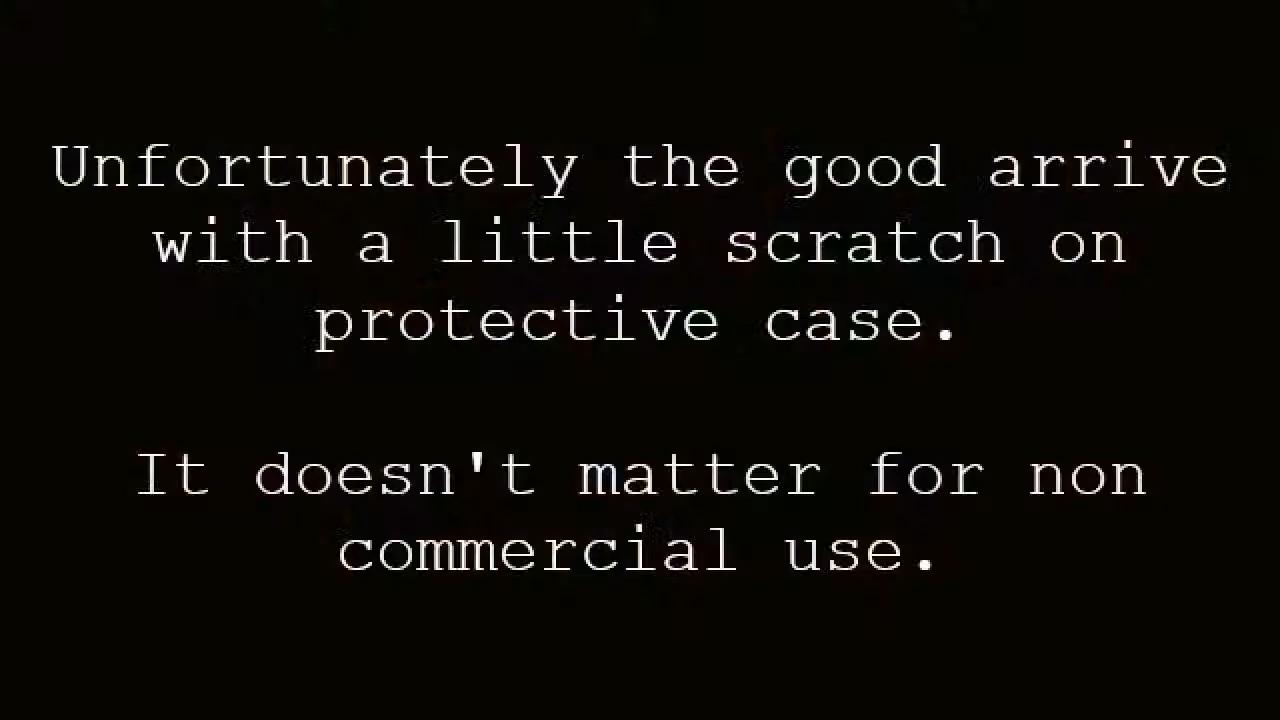 Unfortunately the good arrive
with a little scratch on
protective case.
It doesn't matter for non
commercial use.